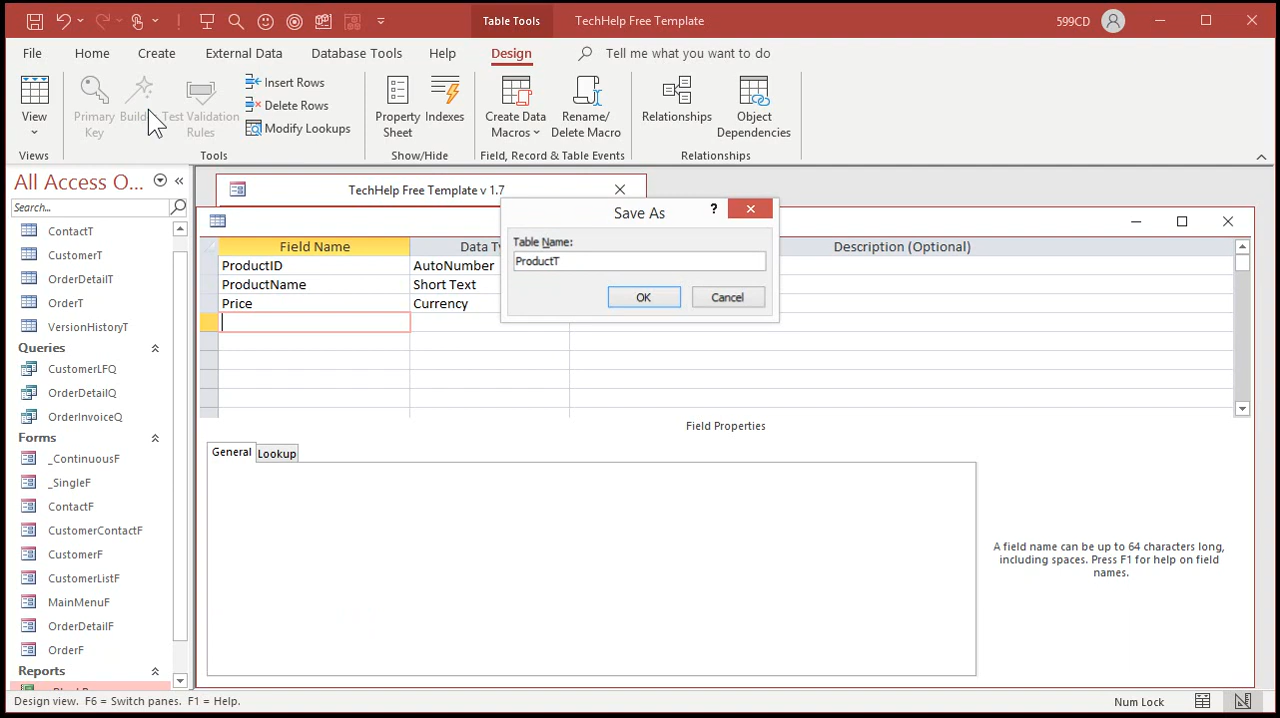 Table Tools
TechHelp Free Template
599CD
File
Home
Create
External Data
Database Tools
Help
Design
Tell me what you want to do
View
Primary
Key
Build
Test Validation
Rules
Insert Rows
Delete Rows
Modify Lookups
Property
Sheet
Indexes
Create Data
Macros
Rename/
Delete Macro
Relationships
Object
Dependencies
Views
Tools
Show/Hide
Field, Record & Table Events
Relationships
All Access O...
Search...
ContactT
CustomerT
OrderDetailT
OrderT
VersionHistoryT
Queries
CustomerLFQ
OrderDetailQ
OrderInvoiceQ
Forms
_ContinuousF
_SingleF
ContactF
CustomerContactF
CustomerF
CustomerListF
MainMenuF
OrderDetailF
OrderF
Reports
TechHelp Free Template v 1.7
Save As
?
Table Name:
ProductT
OK
Cancel
Field Name
Data Ty
Description (Optional)
ProductID
AutoNumber
ProductName
Short Text
Price
Currency
Field Properties
General
Lookup
A field name can be up to 64 characters long,
including spaces. Press F1 for help on field
names.
Design view. F6 = Switch panes. F1 = Help.
Num Lock